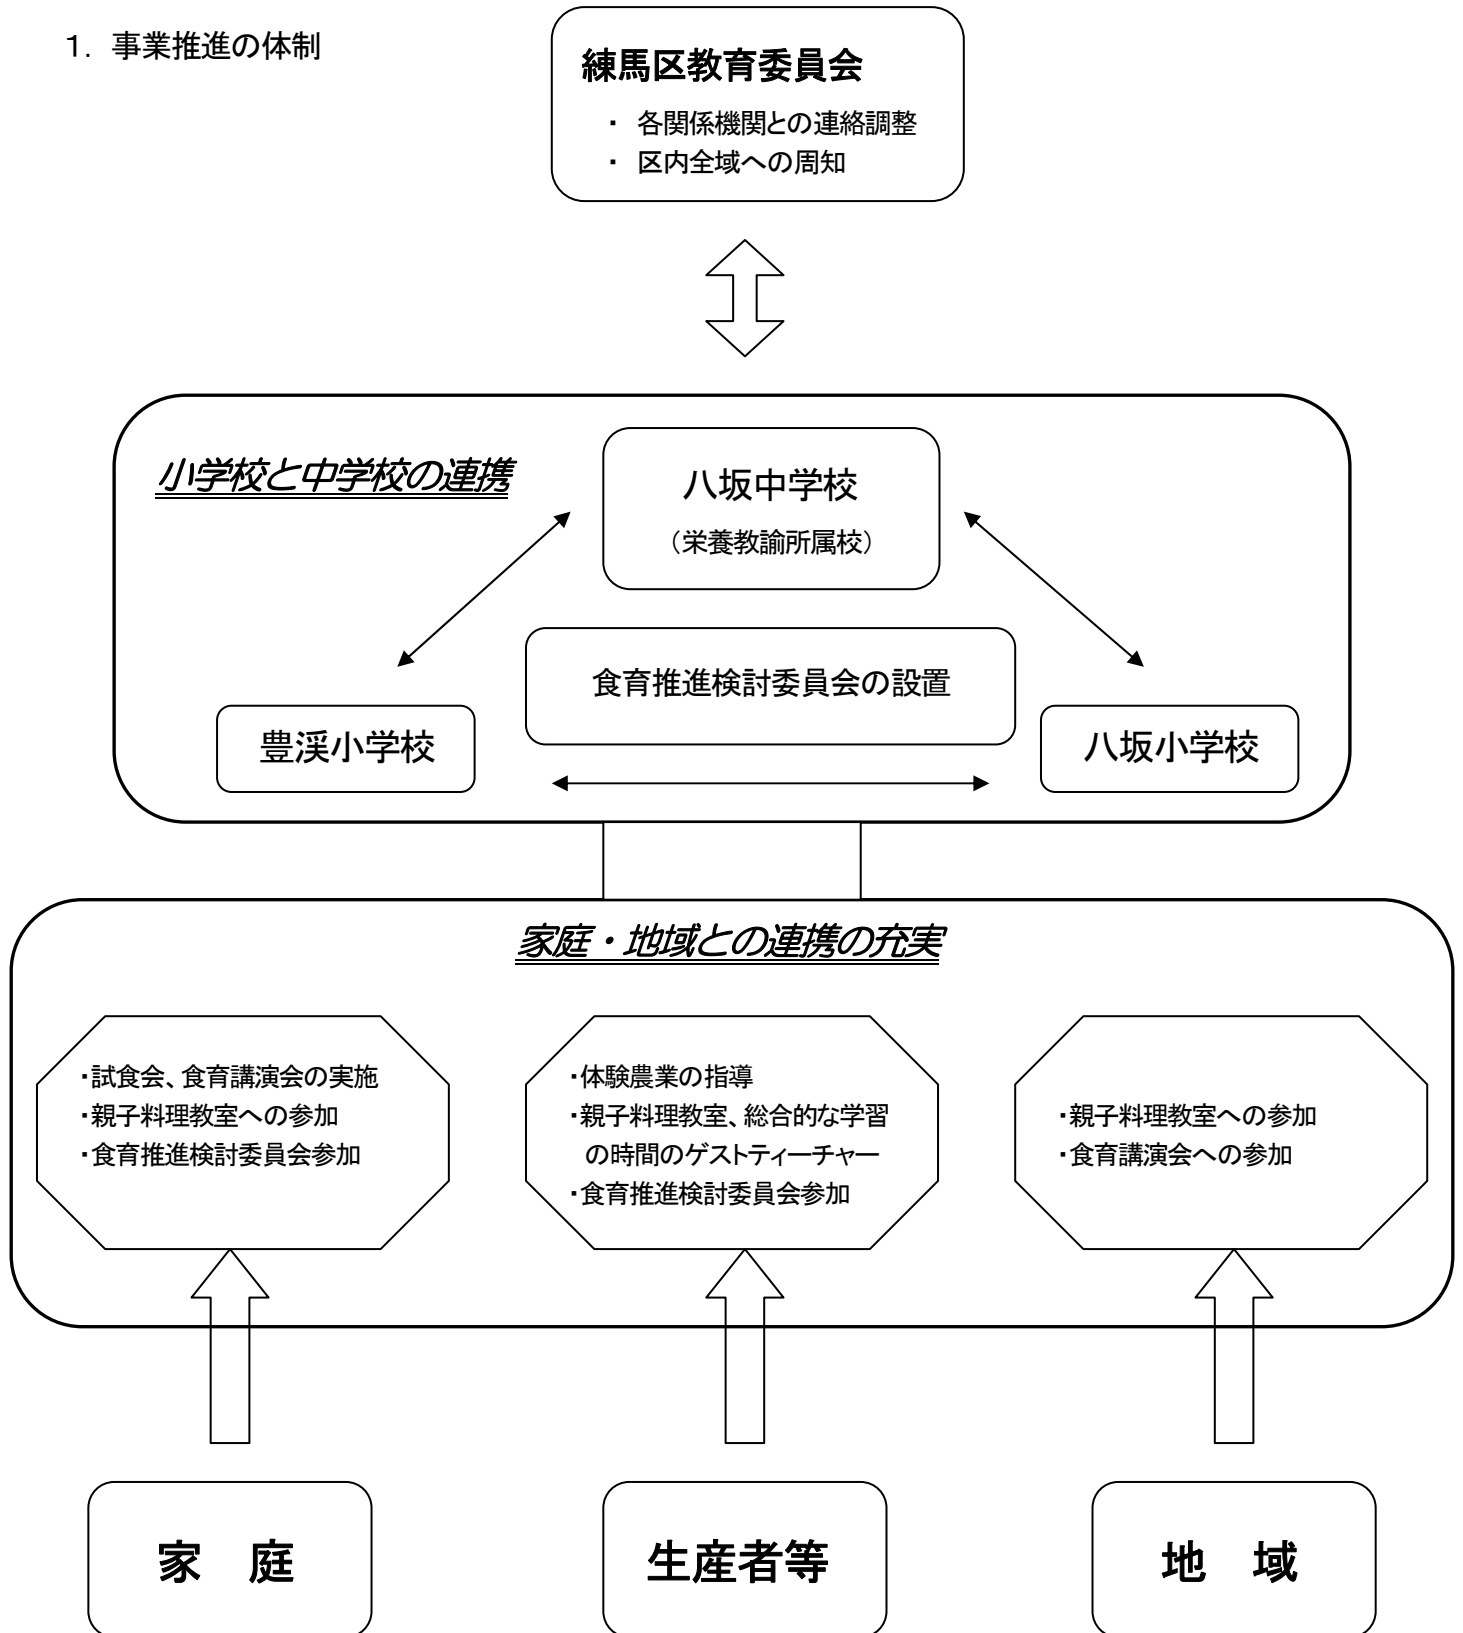 １．事業推進の体制
練馬区教育委員会
・ 各関係機関との連絡調整
・ 区内全域への周知
小学校と中学校の連携
八坂中学校
（栄養教諭所属校）
食育推進検討委員会の設置
豊渓小学校
八坂小学校
家庭・地域との連携の充実
・試食会、食育講演会の実施
・親子料理教室への参加
・食育推進検討委員会参加
・体験農業の指導
・親子料理教室、総合的な学習
の時間のゲストティーチャー
・食育推進検討委員会参加
・親子料理教室への参加
・食育講演会への参加
家　庭
生産者等
地　域